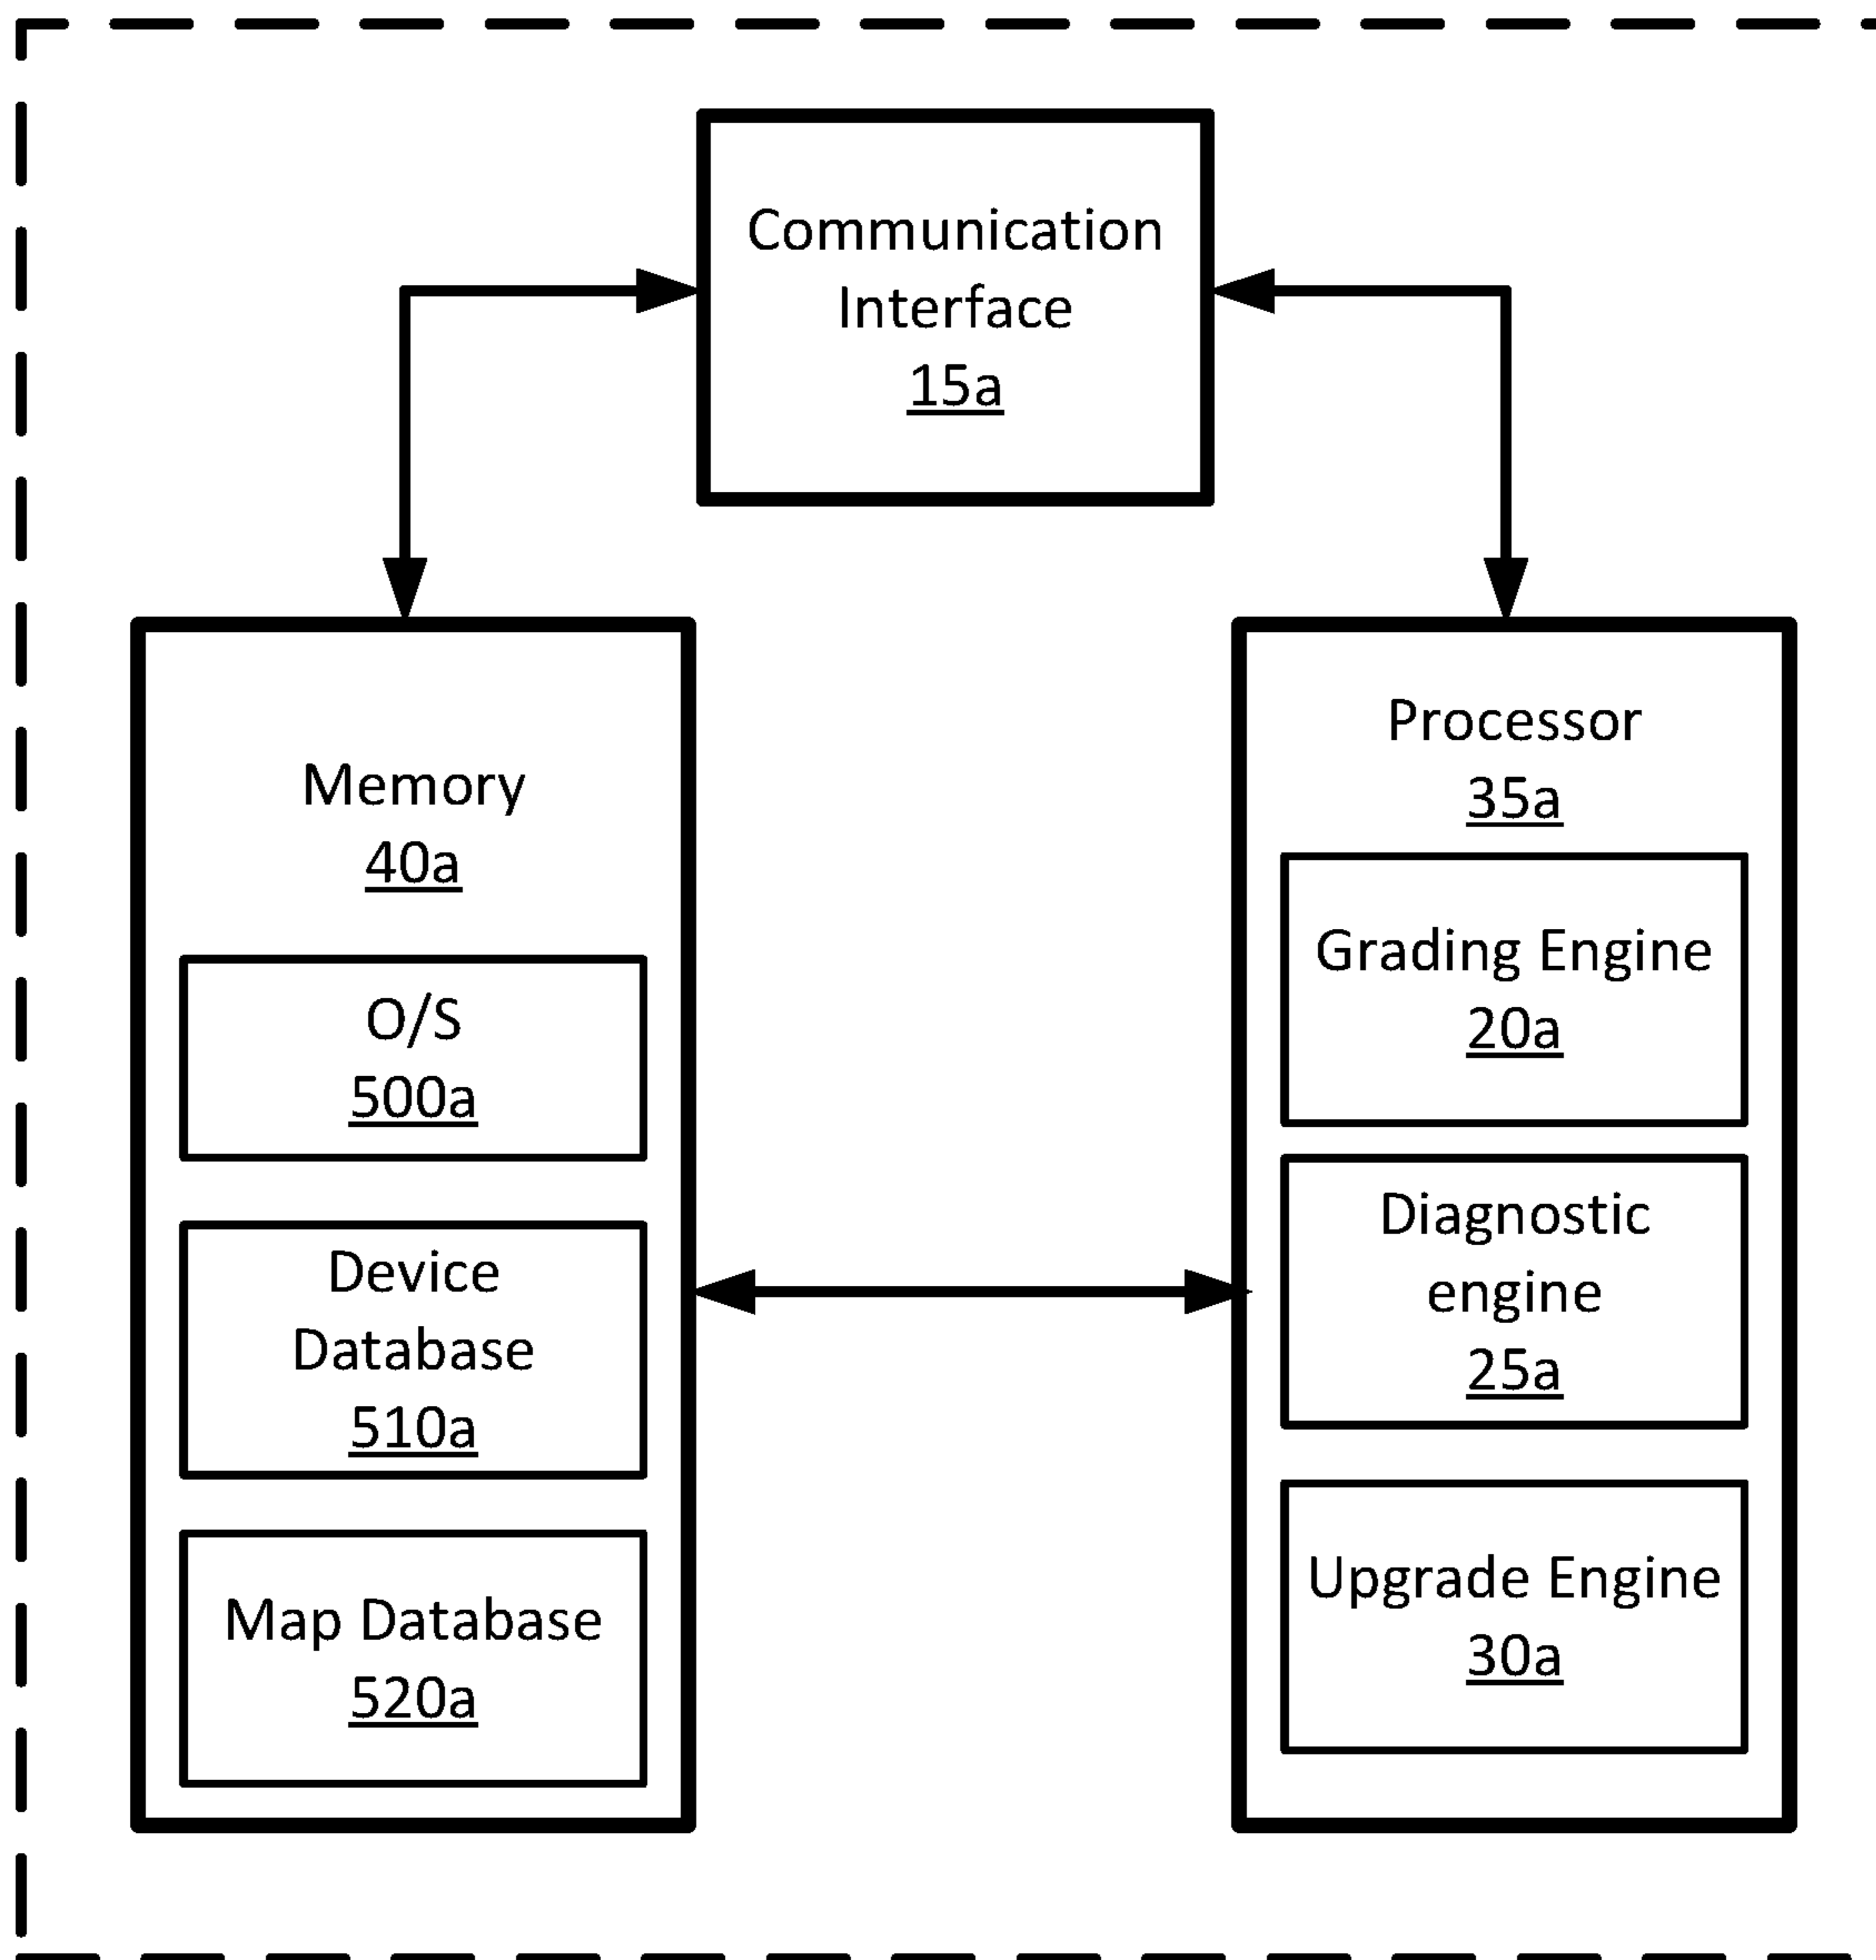 Communication
Interface
15a
Memory
40a
O/S
500a
Device
Database
510a
Map Database
520a
Processor
35a
Grading Engine
20a
Diagnostic
engine
25a
Upgrade Engine
30a